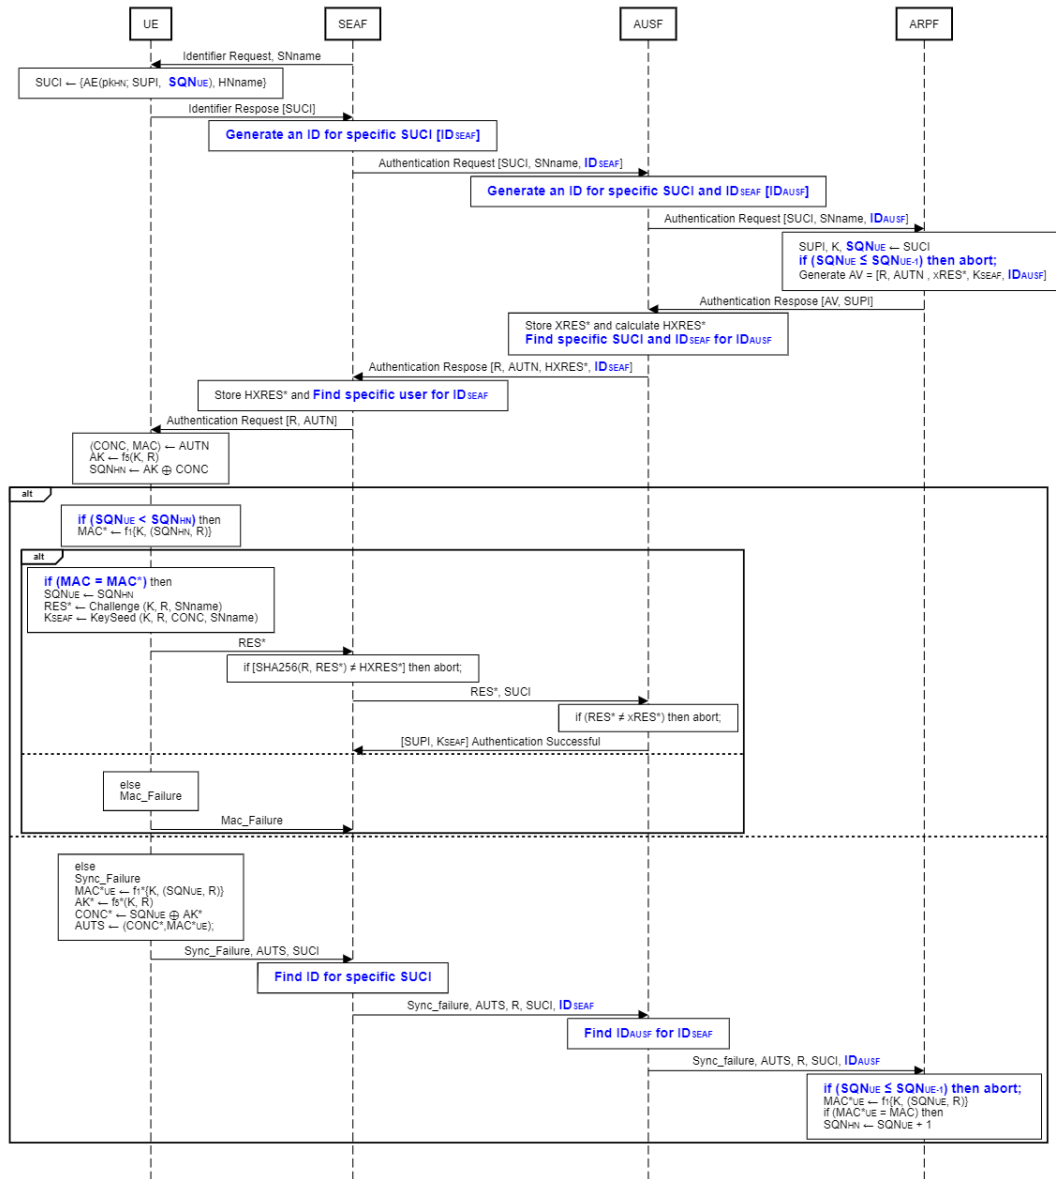 UE
SEAF
AUSF
ARPF
Identifier Request, SNname
SUCI ← {AE(pkHN; SUPI, SQNUE), HNname}
Identifier Respose [SUCI]
Generate an ID for specific SUCI [IDSEAF]
Authentication Request [SUCI, SNname, IDSEAF]
Generate an ID for specific SUCI and IDSEAF [IDAUSF]
Authentication Request [SUCI, SNname, IDAUSF]
SUPI, K, SQNUE ← SUCI
if (SQNUE ≤ SQNUE-1) then abort;
Generate AV = [R, AUTN , xRES*, KSEAF, IDAUSF]
Authentication Respose [AV, SUPI]
Store XRES* and calculate HXRES*
Find specific SUCI and IDSEAF for IDAUSF
Authentication Respose [R, AUTN, HXRES*, IDSEAF]
Store HXRES* and Find specific user for IDSEAF
Authentication Request [R, AUTN]
(CONC, MAC) ← AUTN
AK ← f5(K, R)
SQNHN ← AK ⊕ CONC
alt
if (SQNUE < SQNHN) then
MAC* ← f1{K, (SQNHN, R)}
alt
if (MAC = MAC*) then
SQNUE ← SQNHN
RES* ← Challenge (K, R, SNname)
KSEAF ← KeySeed (K, R, CONC, SNname)
RES*
if [SHA256(R, RES*) ≠ HXRES*] then abort;
RES*, SUCI
if (RES* ≠ xRES*) then abort;
[SUPI, KSEAF] Authentication Successful
else
Mac_Failure
Mac_Failure
else
Sync_Failure
MAC*UE ← f1*{K, (SQNUE, R)}
AK* ← f5*(K, R)
CONC* ← SQNUE ⊕ AK*
AUTS ← (CONC*,MAC*UE);
Sync_Failure, AUTS, SUCI
Find ID for specific SUCI
Sync_failure, AUTS, R, SUCI, IDSEAF
Find IDAUSF for IDSEAF
Sync_failure, AUTS, R, SUCI, IDAUSF
if (SQNUE ≤ SQNUE-1) then abort;
MAC*UE ← f1{K, (SQNUE, R)}
if (MAC*UE = MAC) then
SQNHN ← SQNUE + 1